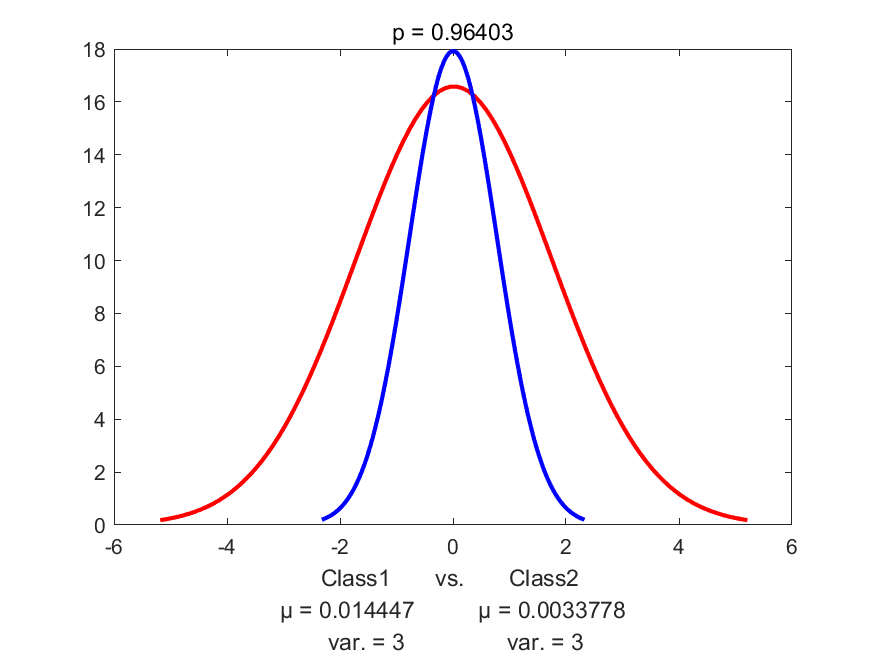 p = 0.96403
18
16
14
12
10
8
6
4
2
0
-6 -4 -2 0 2 4 6
Class1 vs. Class2
μ = 0.014447 μ = 0.0033778
var. = 3 var. = 3